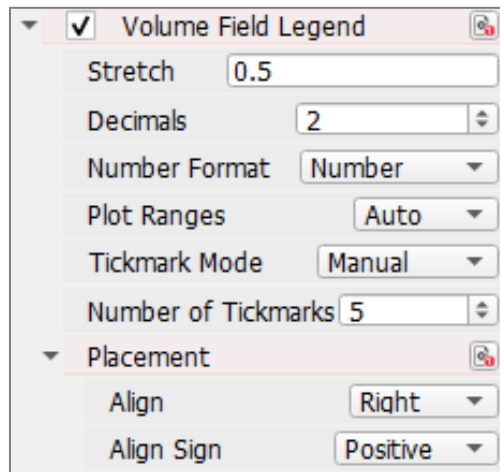 Volume Field Legend
Stretch 0.5
Decimals 2
Number Format Number
Plot Ranges Auto
Tickmark Mode Manual
Number of Tickmarks 5
Placement
Align Right
Align Sign Positive